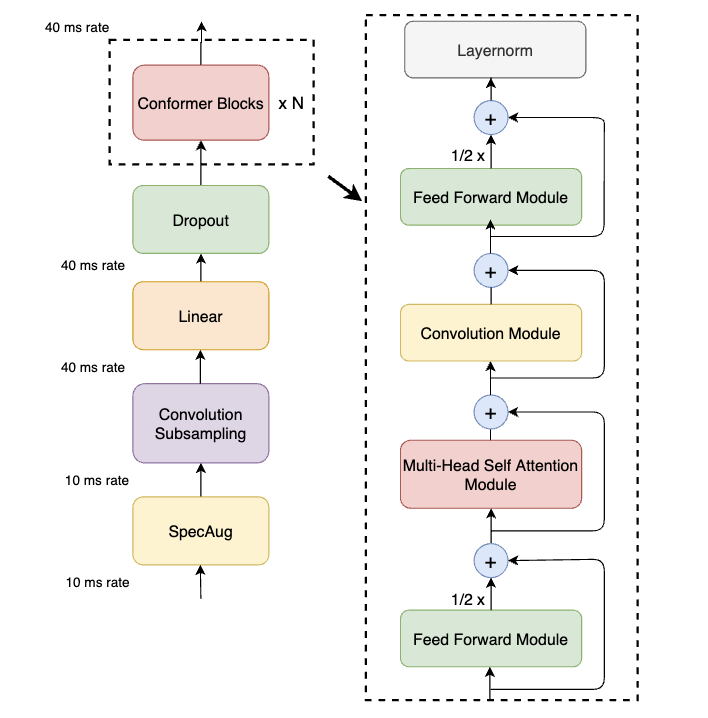 40 ms rate
Conformer Blocks
x N
Dropout
40 ms rate
Linear
40 ms rate
Convolution
Subsampling
10 ms rate
SpecAug
10 ms rate
Layernorm
+
1/2 x
Feed Forward Module
+
Convolution Module
+
Multi-Head Self Attention
Module
+
1/2 x
Feed Forward Module